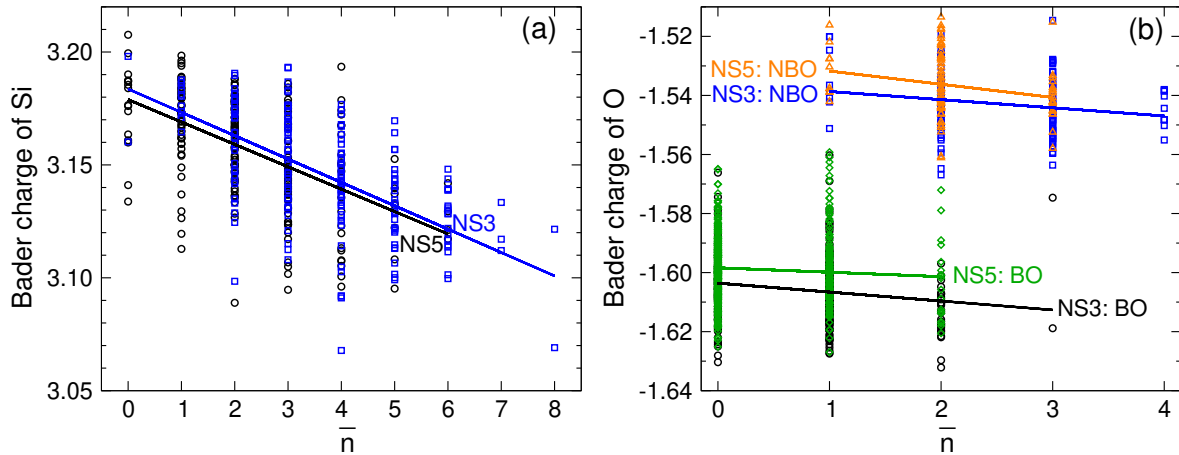 (a)
3.20
3.15
3.10
3.05
Bader charge of Si
0 1 2 3 4 5 6 7 8
n̅
NS3
NS5
(b)
-1.52
-1.54
-1.56
-1.58
-1.60
-1.62
-1.64
Bader charge of O
0 1 2 3 4
n̅
NS5: NBO
NS3: NBO
NS5: BO
NS3: BO